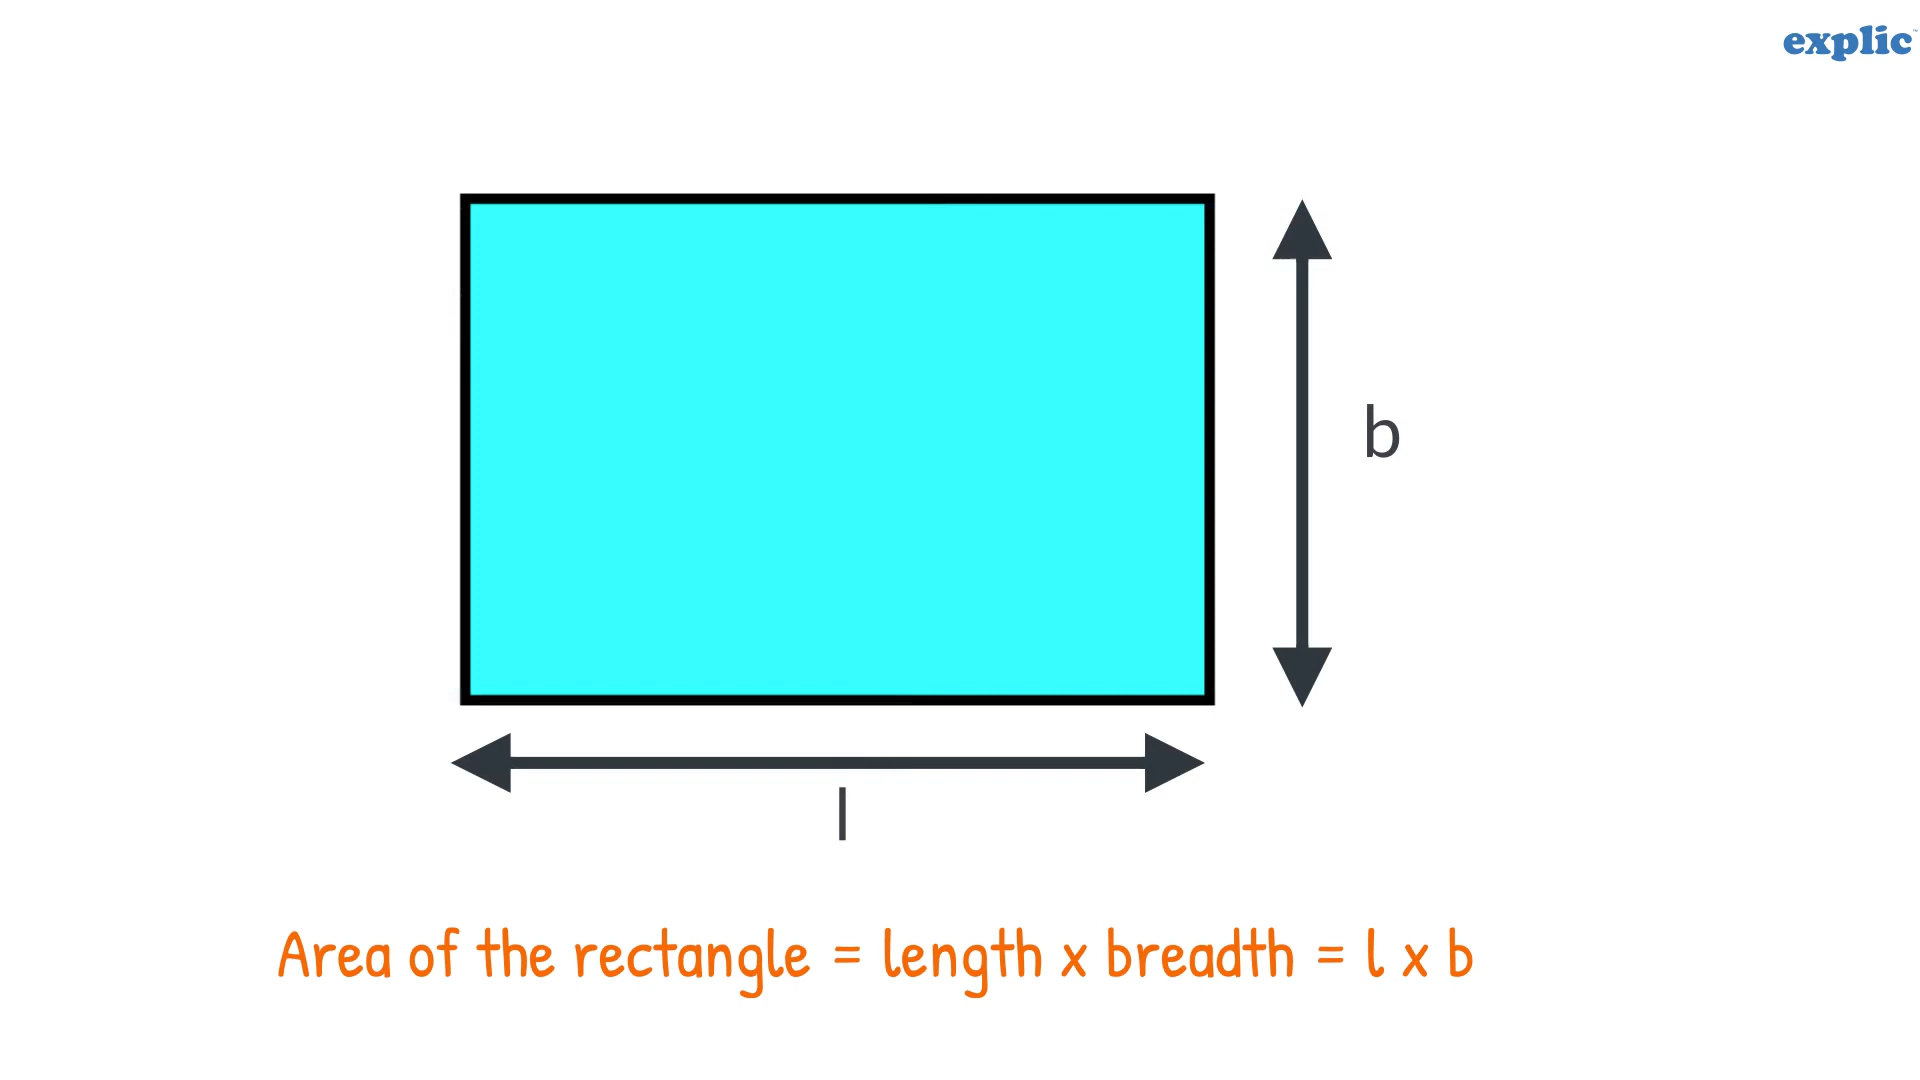 explic
b
l
Area of the rectangle = length x breadth = l x b